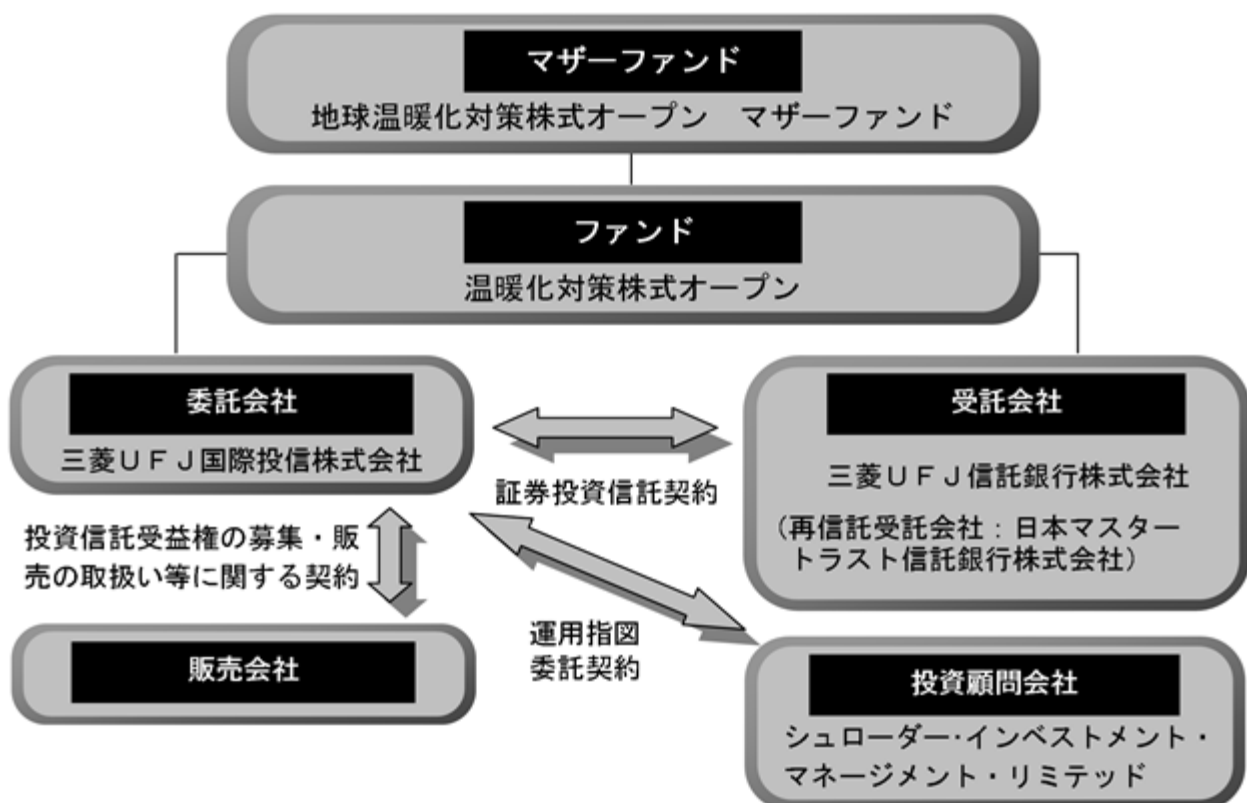 マザーファンド
地球温暖化対策株式オープン　マザーファンド
ファンド
温暖化対策株式オープン
委託会社
三菱ＵＦＪ国際投信株式会社
受託会社
三菱ＵＦＪ信託銀行株式会社
（再信託受託会社：日本マスター
トラスト信託銀行株式会社）
証券投資信託契約
投資信託受益権の募集・販
売の取扱い等に関する契約
運用指図
委託契約
販売会社
投資顧問会社
シュローダー・インベストメント・
マネージメント・リミテッド